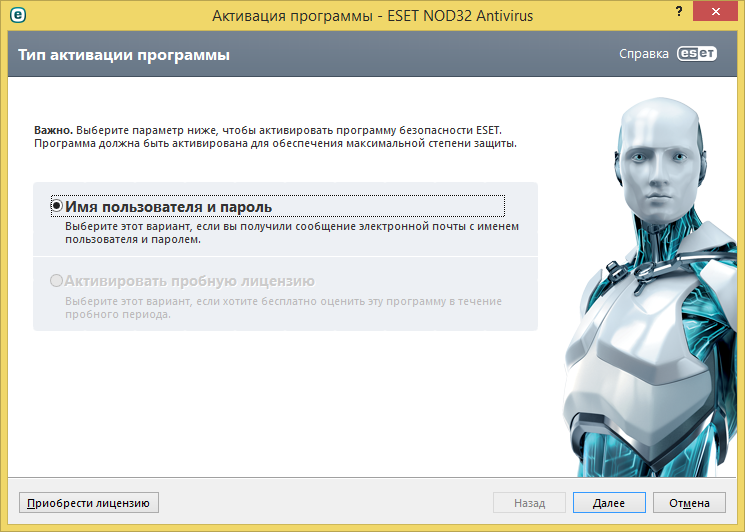 e Активация программы - ESET NOD32 Antivirus ?
Тип активации программы
Справка eseт
Важно. Выберите параметр ниже, чтобы активировать программу безопасности ESET.
Программа должна быть активирована для обеспечения максимальной степени защиты.
Имя пользователя и пароль
Выберите этот вариант, если вы получили сообщение электронной почты с именем
пользователя и паролем.
Активировать пробную лицензию
Выберите этот вариант, если хотите бесплатно оценить эту программу в течение
пробного периода.
Приобрести лицензию
Назад
Далее
Отмена